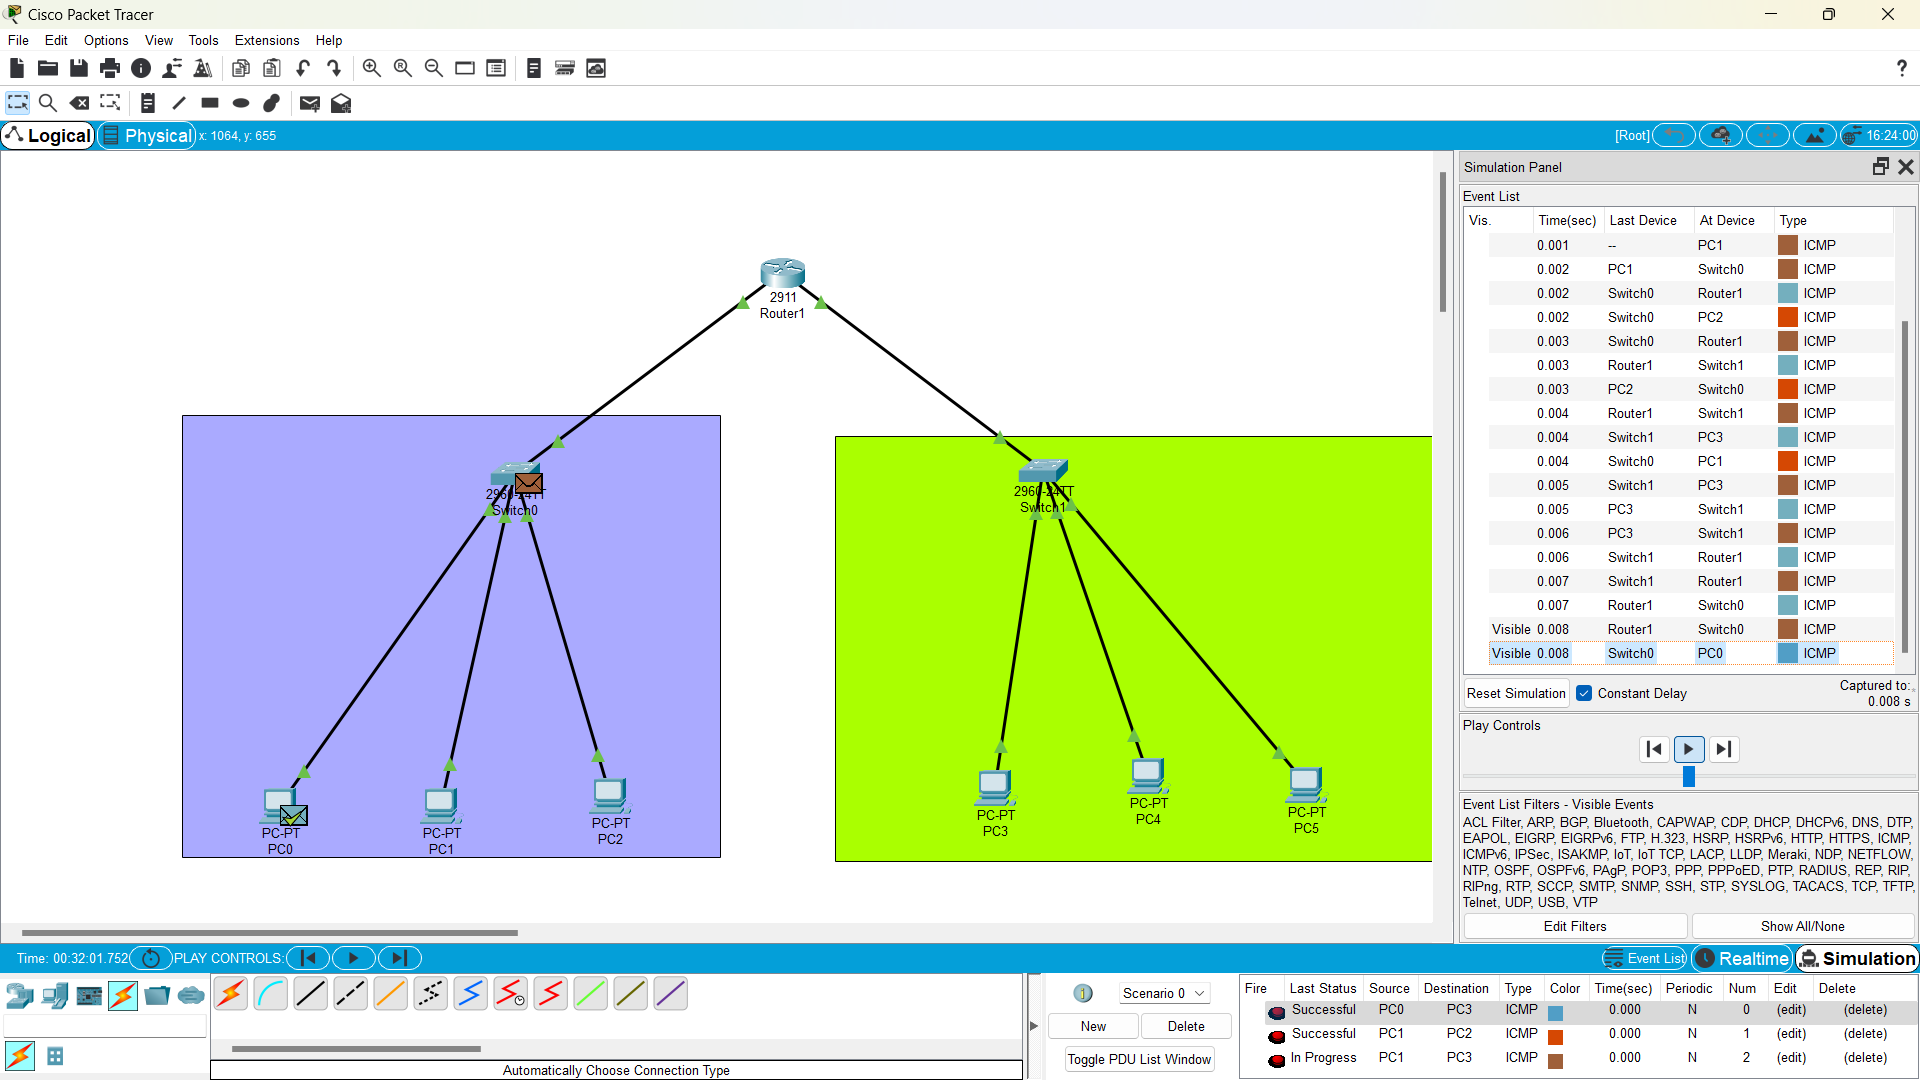 Cisco Packet Tracer
File Edit Options View Tools Extensions Help
Logical Physical x: 1064, y: 655 [Root] 16:24:00
2911
Router1
2960-24TT
Switch0
2960-24TT
Switch1
PC-PT
PC0
PC-PT
PC1
PC-PT
PC2
PC-PT
PC3
PC-PT
PC4
PC-PT
PC5
Simulation Panel
Event List
Vis. Time(sec) Last Device At Device Type
0.001 -- PC1 ICMP
0.002 PC1 Switch0 ICMP
0.002 Switch0 Router1 ICMP
0.002 Switch0 PC2 ICMP
0.003 Switch0 Router1 ICMP
0.003 Router1 Switch1 ICMP
0.003 PC2 Switch0 ICMP
0.004 Router1 Switch1 ICMP
0.004 Switch1 PC3 ICMP
0.004 Switch0 PC1 ICMP
0.005 Switch1 PC3 ICMP
0.005 PC3 Switch1 ICMP
0.006 PC3 Switch1 ICMP
0.006 Switch1 Router1 ICMP
0.007 Switch1 Router1 ICMP
0.007 Router1 Switch0 ICMP
Visible 0.008 Router1 Switch0 ICMP
Visible 0.008 Switch0 PC0 ICMP
Reset Simulation Constant Delay Captured to:
0.008 s
Play Controls
Event List Filters - Visible Events
ACL Filter, ARP, BGP, Bluetooth, CAPWAP, CDP, DHCP, DHCPv6, DNS, DTP,
EAPOL, EIGRP, EIGRPv6, FTP, H.323, HSRP, HSRPv6, HTTP, HTTPS, ICMP,
ICMPv6, IPSec, ISAKMP, IoT, IoT TCP, LACP, LLDP, Meraki, NDP, NETFLOW,
NTP, OSPF, OSPFv6, PAgP, POP3, PPP, PPPoED, PTP, RADIUS, REP, RIP,
RIPng, RTP, SCCP, SMTP, SNMP, SSH, STP, SYSLOG, TACACS, TCP, TFTP,
Telnet, UDP, USB, VTP
Edit Filters Show All/None
Time: 00:32:01.752 PLAY CONTROLS: Event List Realtime Simulation
Automatically Choose Connection Type
Scenario 0
New Delete
Toggle PDU List Window
Fire Last Status Source Destination Type Color Time(sec) Periodic Num Edit Delete
Successful PC0 PC3 ICMP 0.000 N 0 (edit) (delete)
Successful PC1 PC2 ICMP 0.000 N 1 (edit) (delete)
In Progress PC1 PC3 ICMP 0.000 N 2 (edit) (delete)